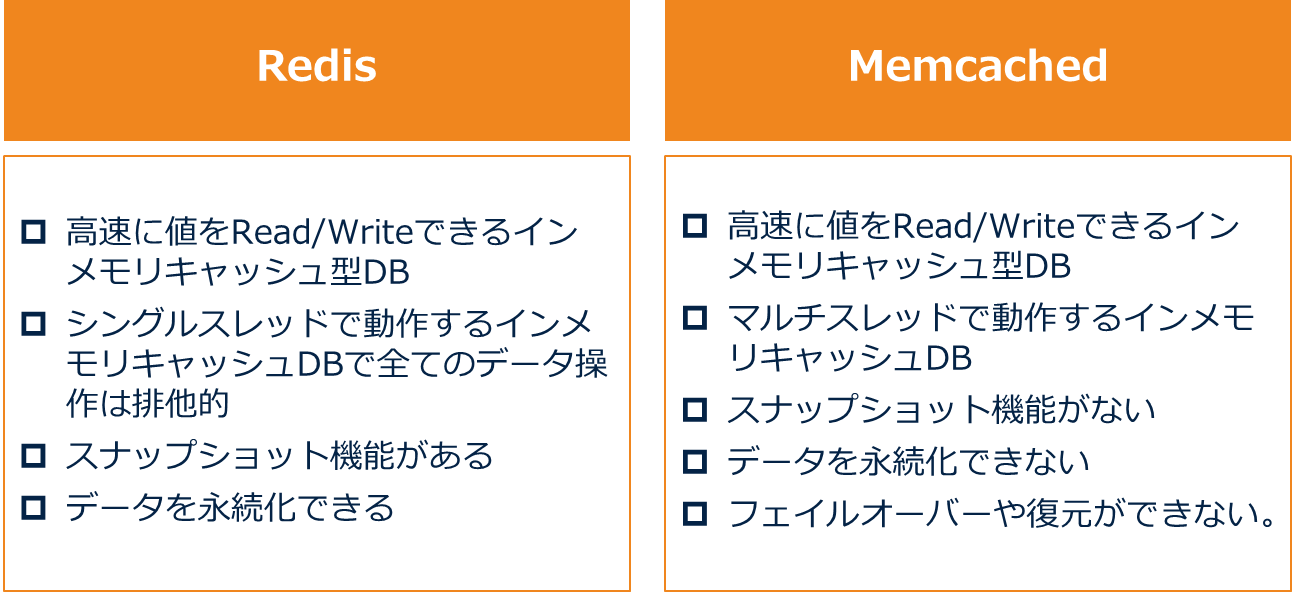 Redis
高速に値をRead/Writeできるイン
メモリキャッシュ型DB
シングルスレッドで動作するインメ
モリキャッシュDBで全てのデータ操
作は排他的
スナップショット機能がある
データを永続化できる
Memcached
高速に値をRead/Writeできるイン
メモリキャッシュ型DB
マルチスレッドで動作するインメモ
リキャッシュDB
スナップショット機能がない
データを永続化できない
フェイルオーバーや復元ができない。